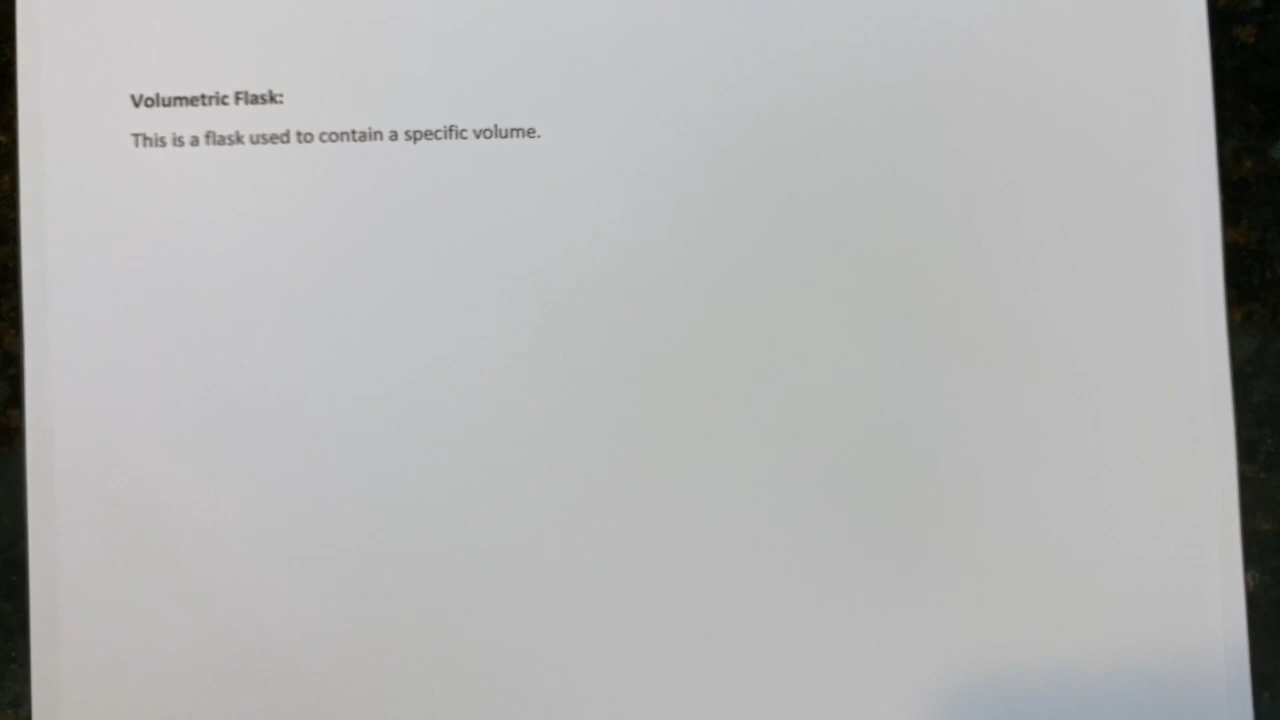 Volumetric Flask:
This is a flask used to contain a specific volume.